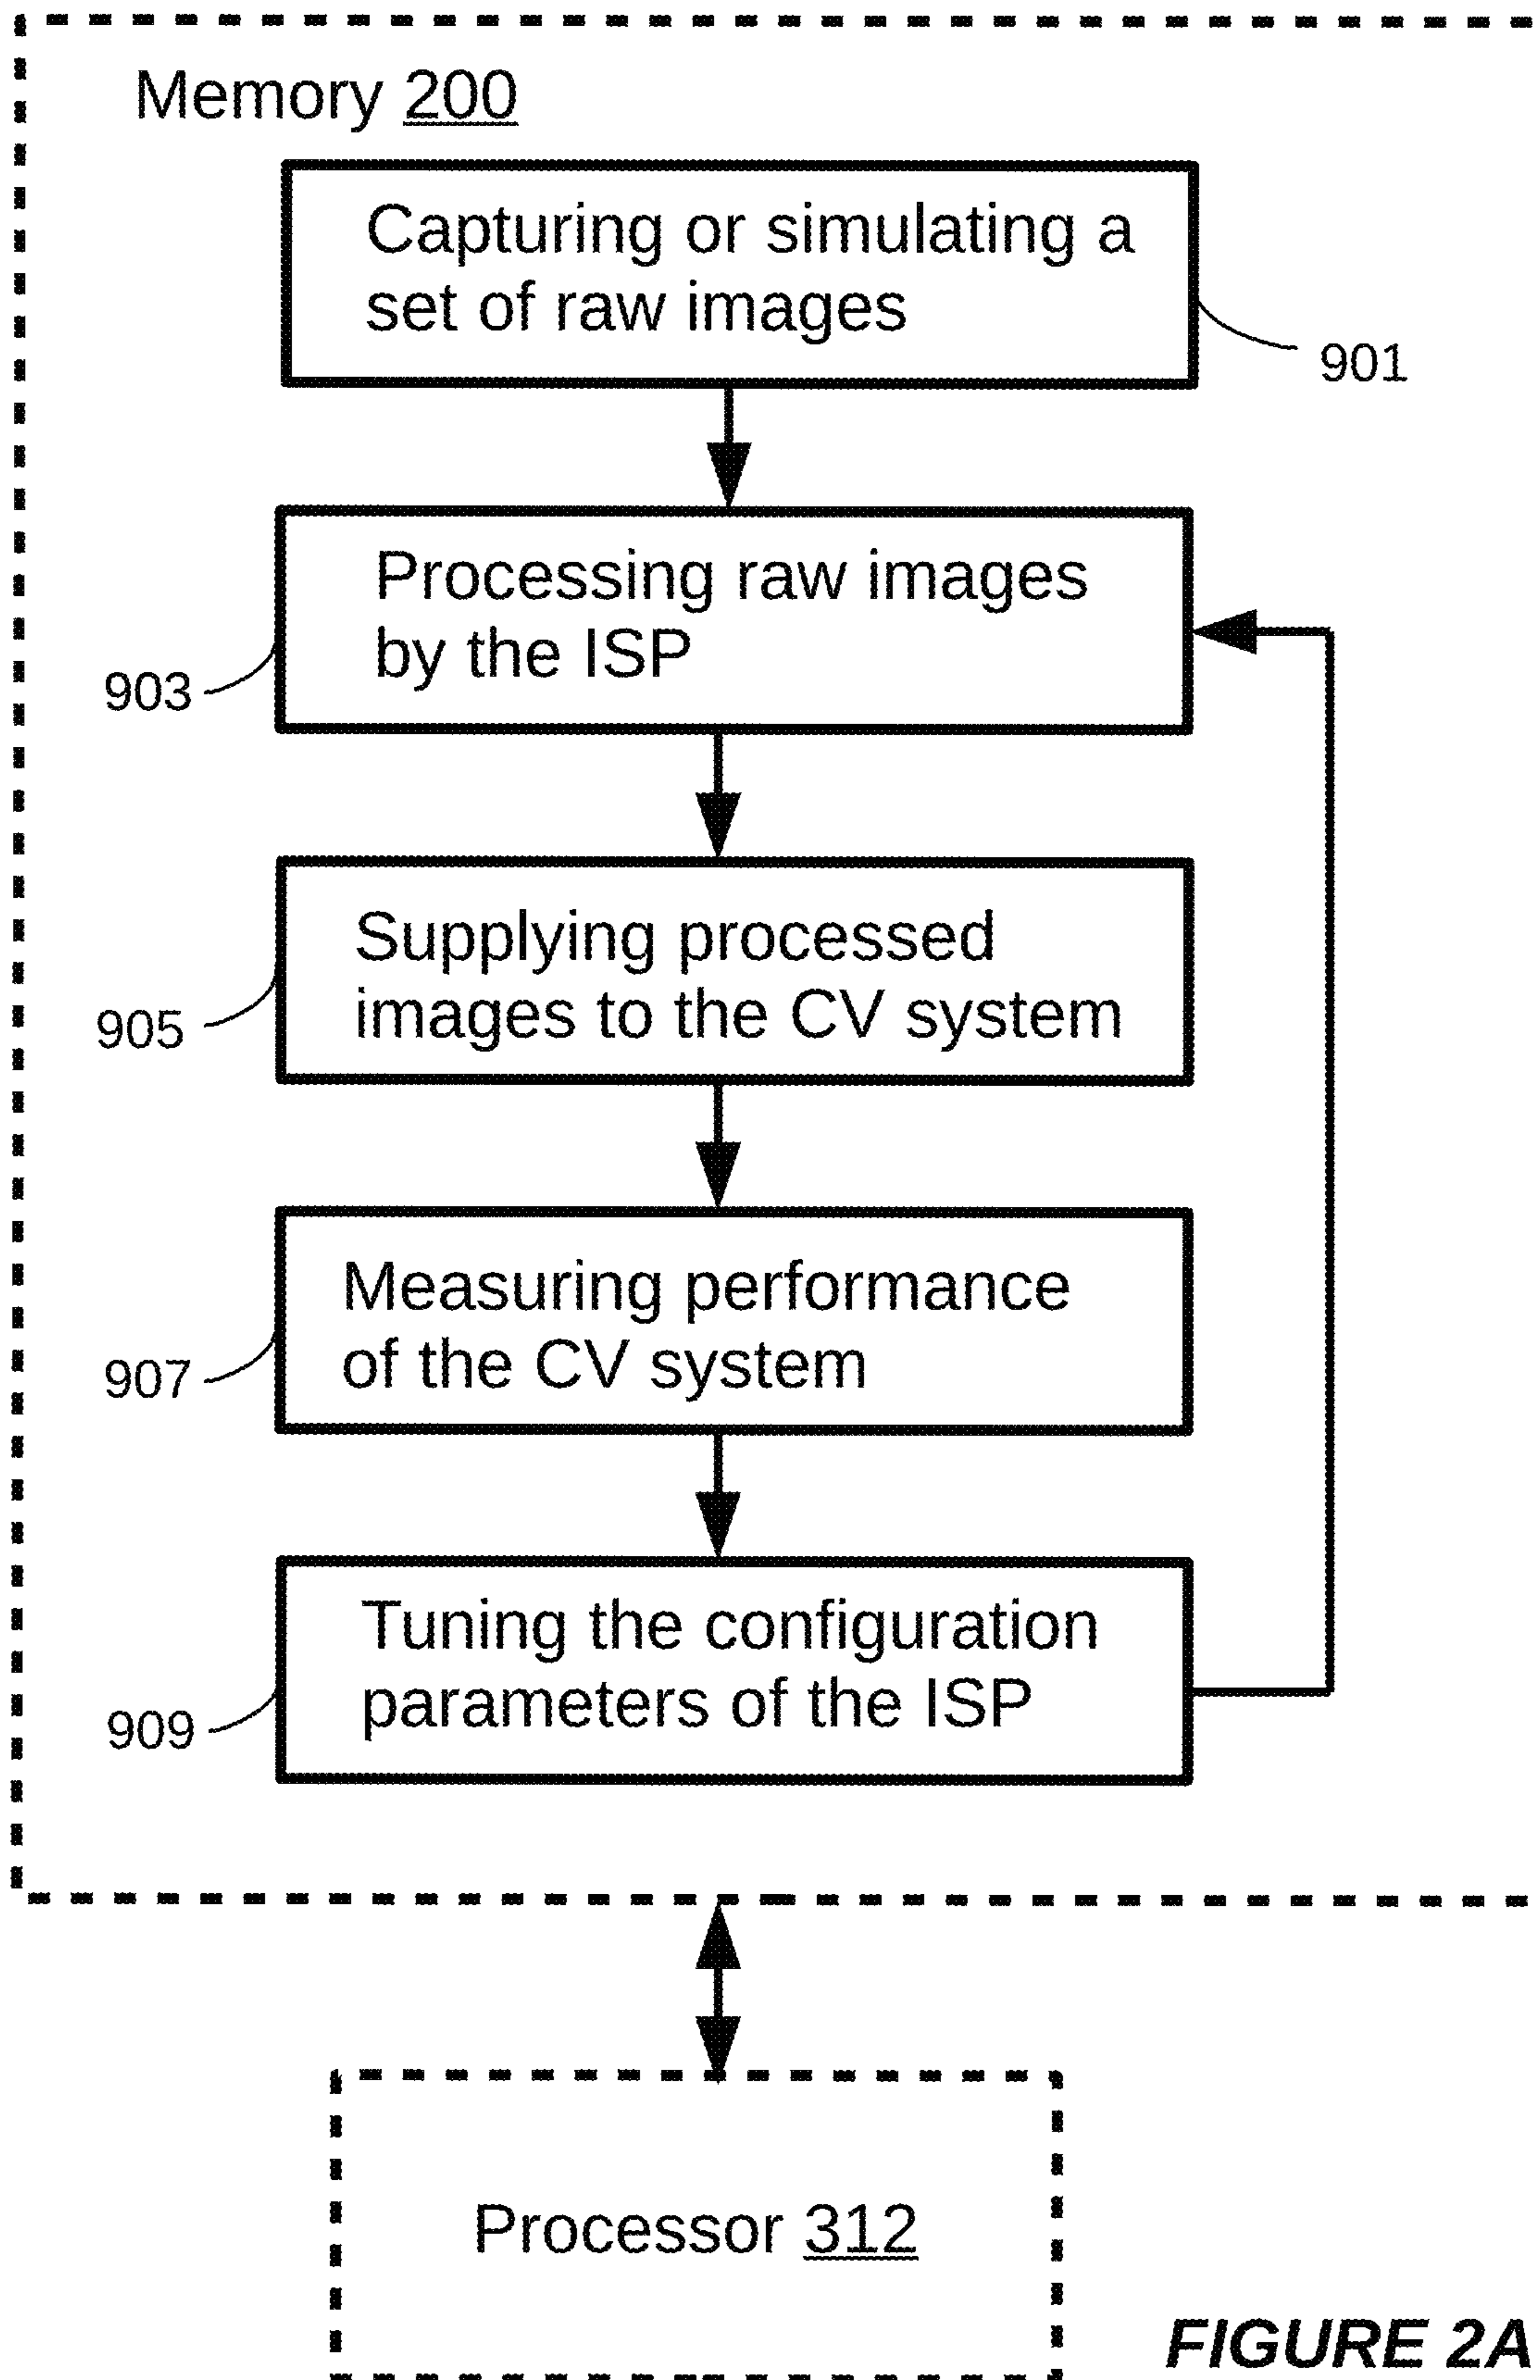 Memory 200
Capturing or simulating a
set of raw images
901
Processing raw images
by the ISP
903
Supplying processed
images to the CV system
905
Measuring performance
of the CV system
907
Tuning the configuration
parameters of the ISP
909
Processor 312
FIGURE 2A